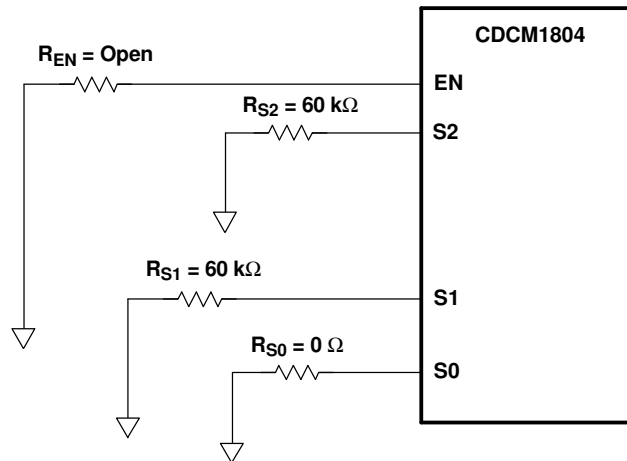 CDCM1804
R_EN = Open
EN
R_S2 = 60 kΩ
S2
R_S1 = 60 kΩ
S1
R_S0 = 0 Ω
S0